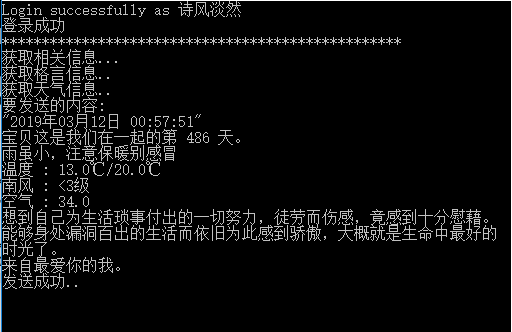 Login successfully as 诗风淡然
登录成功
**************************************************
获取相关信息...
获取格言信息..
获取天气信息..
要发送的内容:
"2019年03月12日 00:57:51"
宝贝这是我们在一起的第 486 天。
雨虽小，注意保暖别感冒
温度 : 13.0℃/20.0℃
南风 : <3级
空气 : 34.0
想到自己为生活琐事付出的一切努力，徒劳而伤感，竟感到十分慰藉。
能够身处漏洞百出的生活而依旧为此感到骄傲，大概就是生命中最好的
时光了。
来自最爱你的我。
发送成功..